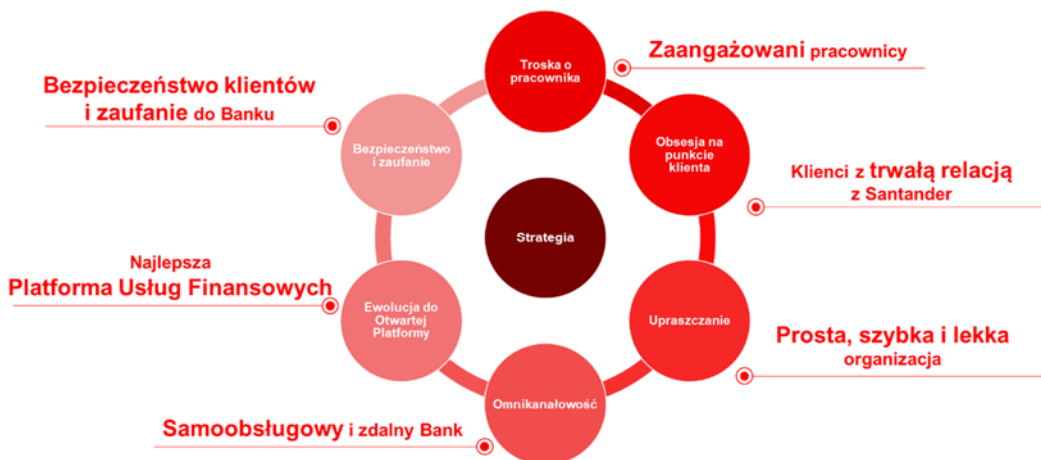 Troska o
pracownika
Zaangażowani pracownicy
Obsesja na
punkcie
klienta
Klienci z trwałą relacją
z Santander
Upraszczanie
Prosta, szybka i lekka
organizacja
Omnikanałowość
Samoobsługowy i zdalny Bank
Ewolucja do
Otwartej
Platformy
Najlepsza
Platforma Usług Finansowych
Bezpieczeństwo
i zaufanie
Bezpieczeństwo klientów
i zaufanie do Banku
Strategia